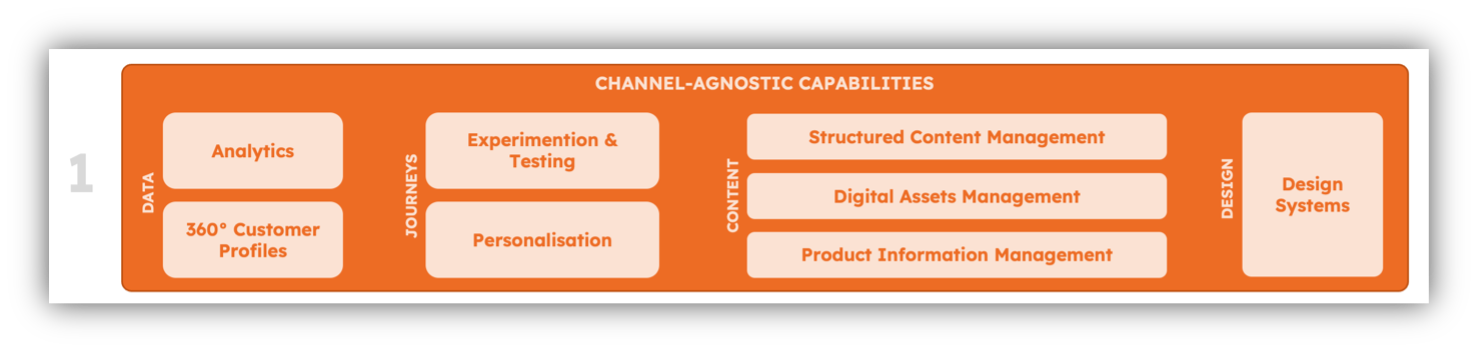 1
CHANNEL-AGNOSTIC CAPABILITIES
DATA
Analytics
360° Customer
Profiles
JOURNEYS
Experimention &
Testing
Personalisation
CONTENT
Structured Content Management
Digital Assets Management
Product Information Management
DESIGN
Design
Systems